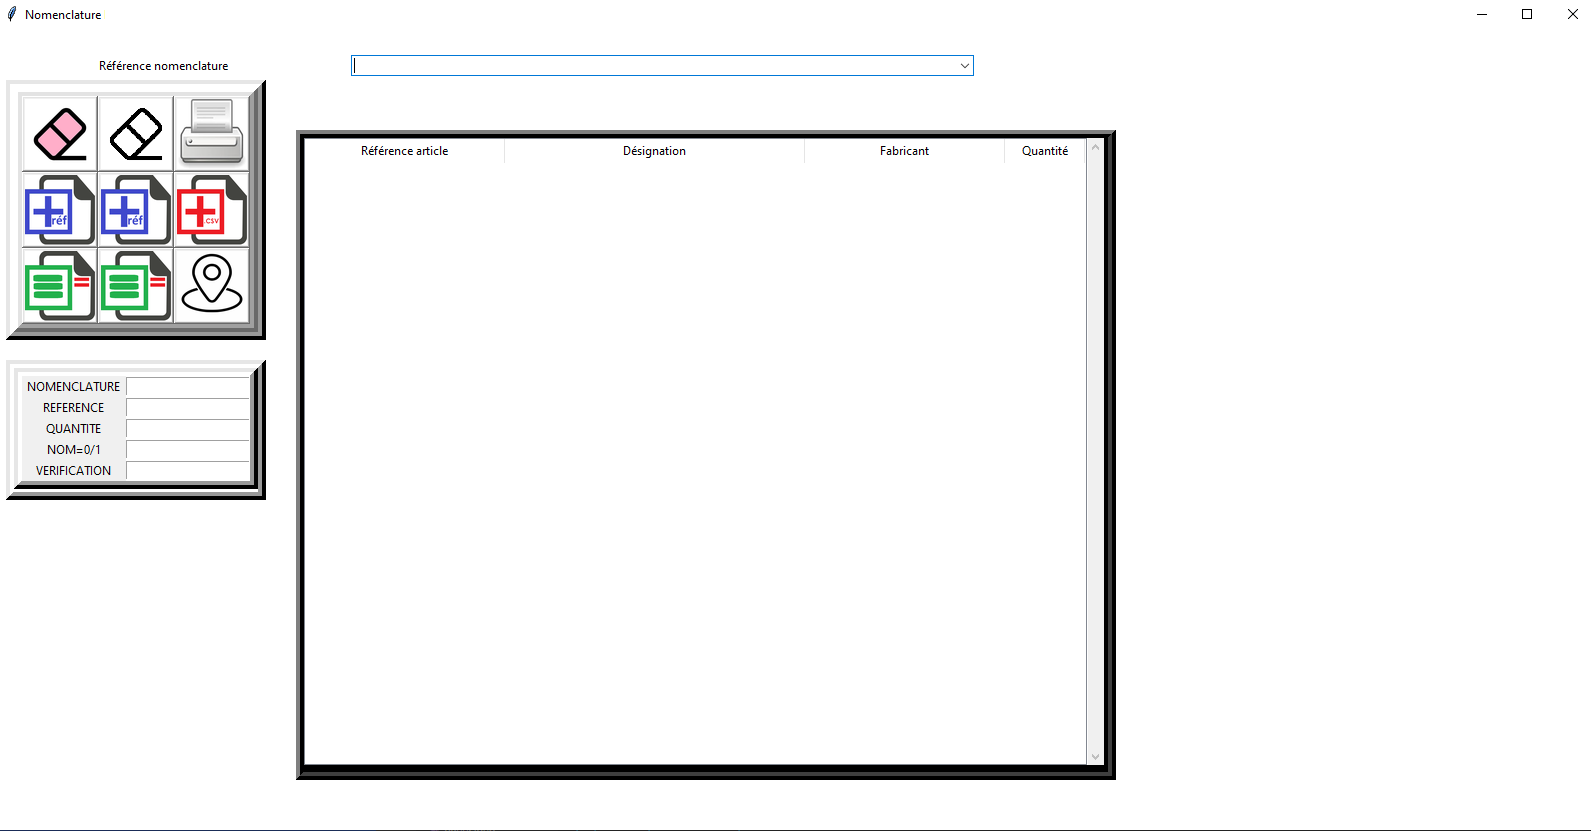 Nomenclature
Référence nomenclature
réf
réf
.csv
Référence article
Désignation
Fabricant
Quantité
NOMENCLATURE
REFERENCE
QUANTITE
NOM=0/1
VERIFICATION